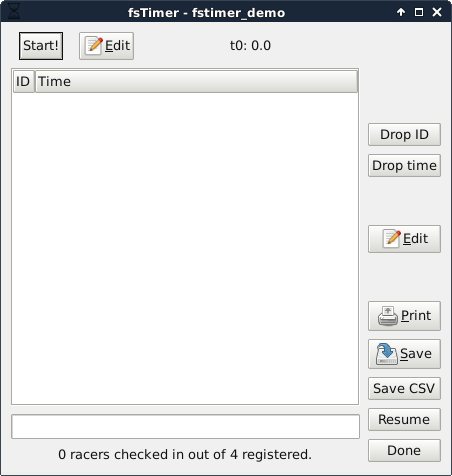 fsTimer - fstimer_demo
Start!
Edit
t0: 0.0
ID Time
Drop ID
Drop time
Edit
Print
Save
Save CSV
Resume
0 racers checked in out of 4 registered.
Done